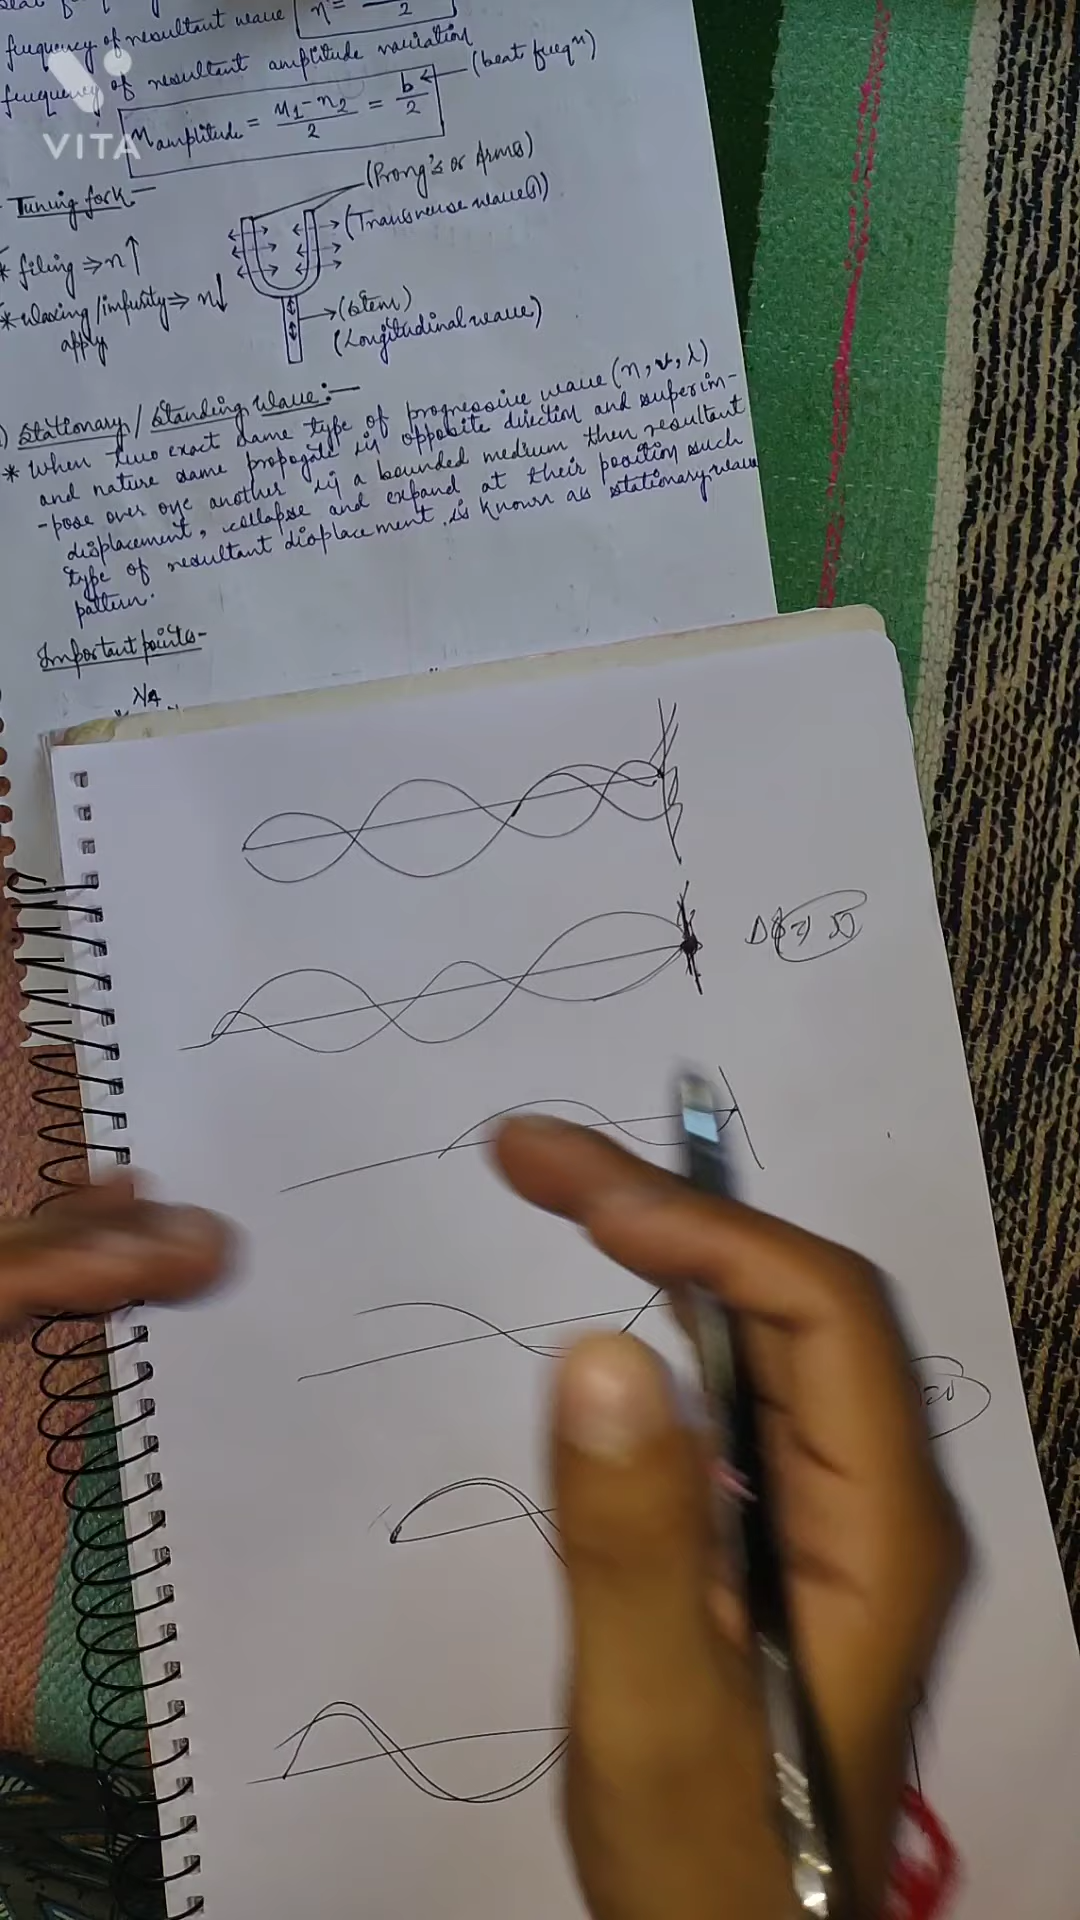 frequency of resultant wave n = 2
frequency of resultant amplitude variation
n amplitude = n1-n2/2 = b/2 ← (beat freqn)
VITA
Tuning fork -
(Prong's or Arms)
(Transverse waves)
* filing ⇒ n↑
* waxing/impurity ⇒ n↓
apply
(stem)
(Longitudinal wave)
) Stationary / Standing Wave :-
* When two exact same type of progressive wave (n, v, λ)
and nature same propagate in opposite direction and superim-
-pose over one another in a bounded medium then resultant
displacement, collapse and expand at their position such
type of resultant displacement is known as stationary wave
pattern.
Important points-
λ/4